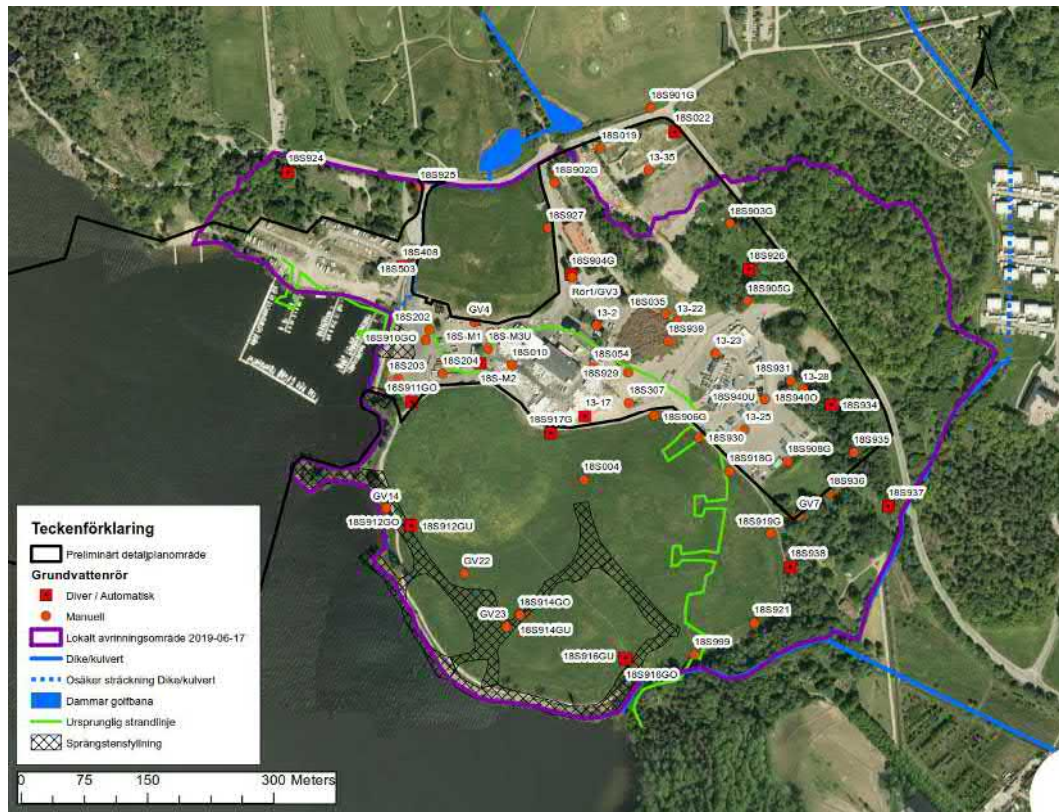 N
18S901G
18S022
18S019
13-35
18S924
18S902G
18S925
18S903G
18S927
18S408
18S904G
18S926
18S503
Rör1/GV3
18S905G
GV4
18S035
13-22
13-2
18S202
18S-M1
18S-M3U
18S939
18S910GO
18S010
13-23
18S203
18S204
18S054
18S931
13-28
18S-M2
18S929
18S911GO
18S307
18S940U
18S940O
18S934
13-17
18S917G
18S906G
13-25
18S930
18S908G
18S935
18S004
18S918G
18S936
GV14
GV7
18S937
18S912GO
18S912GU
18S919G
18S938
GV22
18S914GO
GV23
18S914GU
18S921
18S916GU
18S999
18S916GO
Teckenförklaring
Preliminärt detaljplanområde
Grundvattenrör
Diver / Automatisk
Manuell
Lokalt avrinningsområde 2019-06-17
Dike/kulvert
Osäker sträckning Dike/kulvert
Dammar golfbana
Ursprunglig strandlinje
Sprängstensfyllning
0 75 150 300 Meters